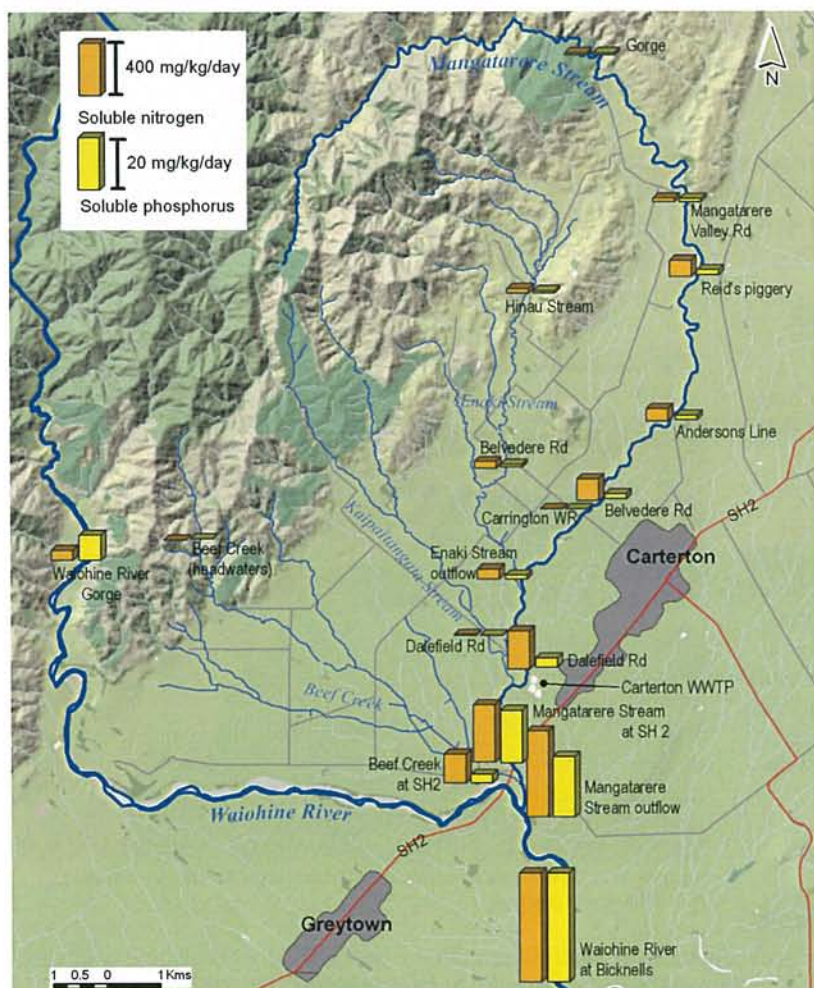 400 mg/kg/day
Soluble nitrogen
20 mg/kg/day
Soluble phosphorus
N
Gorge
Mangatarare Stream
Mangatarere
Valley Rd
Reid's piggery
Hinau Stream
Enaki Stream
Andersons Line
Belvedere Rd
SH2
Carrington WR
Belvedere Rd
Carterton
Beef Creek
(headwaters)
Waiohine River
Gorge
Kaipaitangata Stream
Enaki Stream
outflow
Dalefield Rd
Dalefield Rd
Carterton WWTP
Beef Creek
Mangatarere Stream
at SH 2
Beef Creek
at SH2
Mangatarere
Stream outflow
Waiohine River
SH2
Greytown
Waiohine River
at Bicknells
1 0.5 0 1 Kms